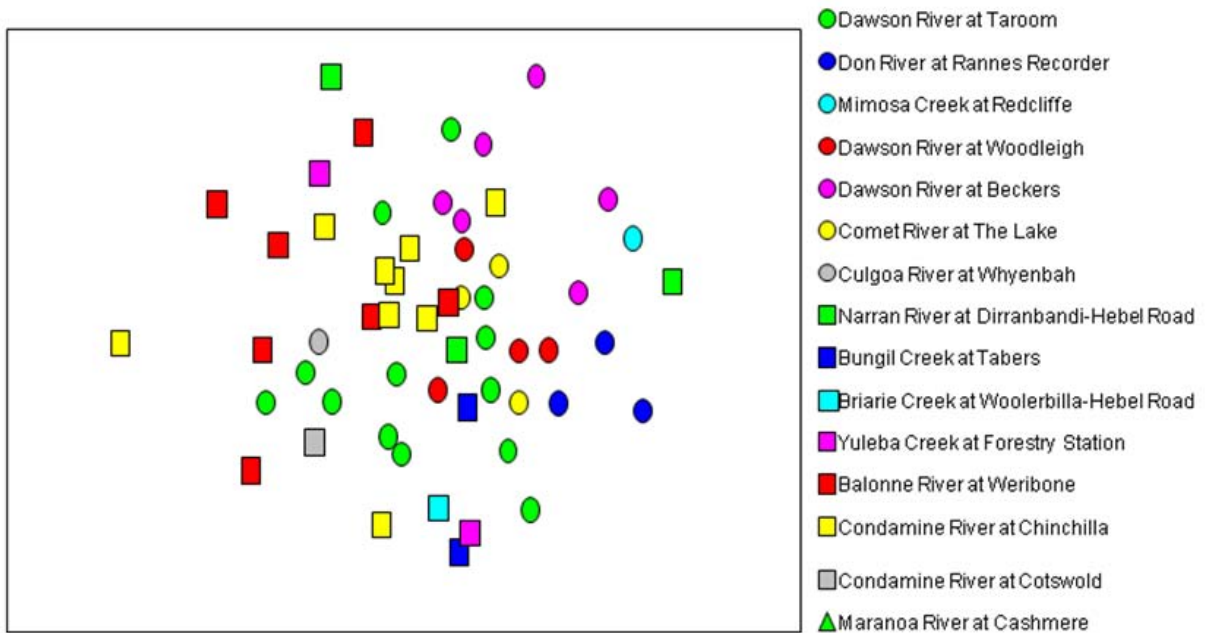 Dawson River at Taroom
Don River at Rannes Recorder
Mimosa Creek at Redcliffe
Dawson River at Woodleigh
Dawson River at Beckers
Comet River at The Lake
Culgoa River at Whyenbah
Narran River at Dirranbandi-Hebel Road
Bungil Creek at Tabers
Briarie Creek at Woolerbilla-Hebel Road
Yuleba Creek at Forestry Station
Balonne River at Weribone
Condamine River at Chinchilla
Condamine River at Cotswold
Maranoa River at Cashmere